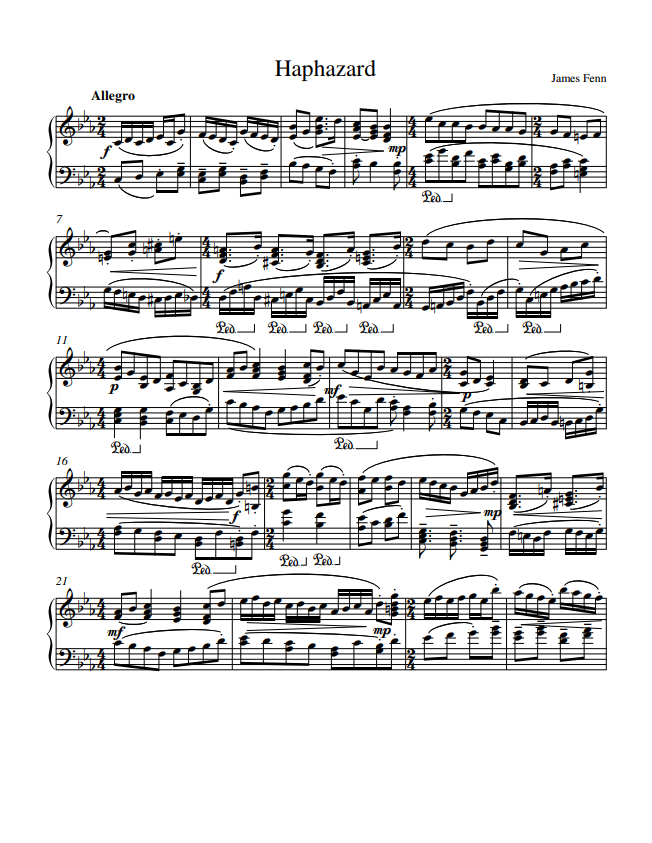 Haphazard
James Fenn
Allegro
f
mp
Ped.
7
f
Ped. Ped. Ped. Ped. Ped. Ped.
11
p mf p
Ped. Ped.
16
f mp
Ped. Ped. Ped.
21
mf mp